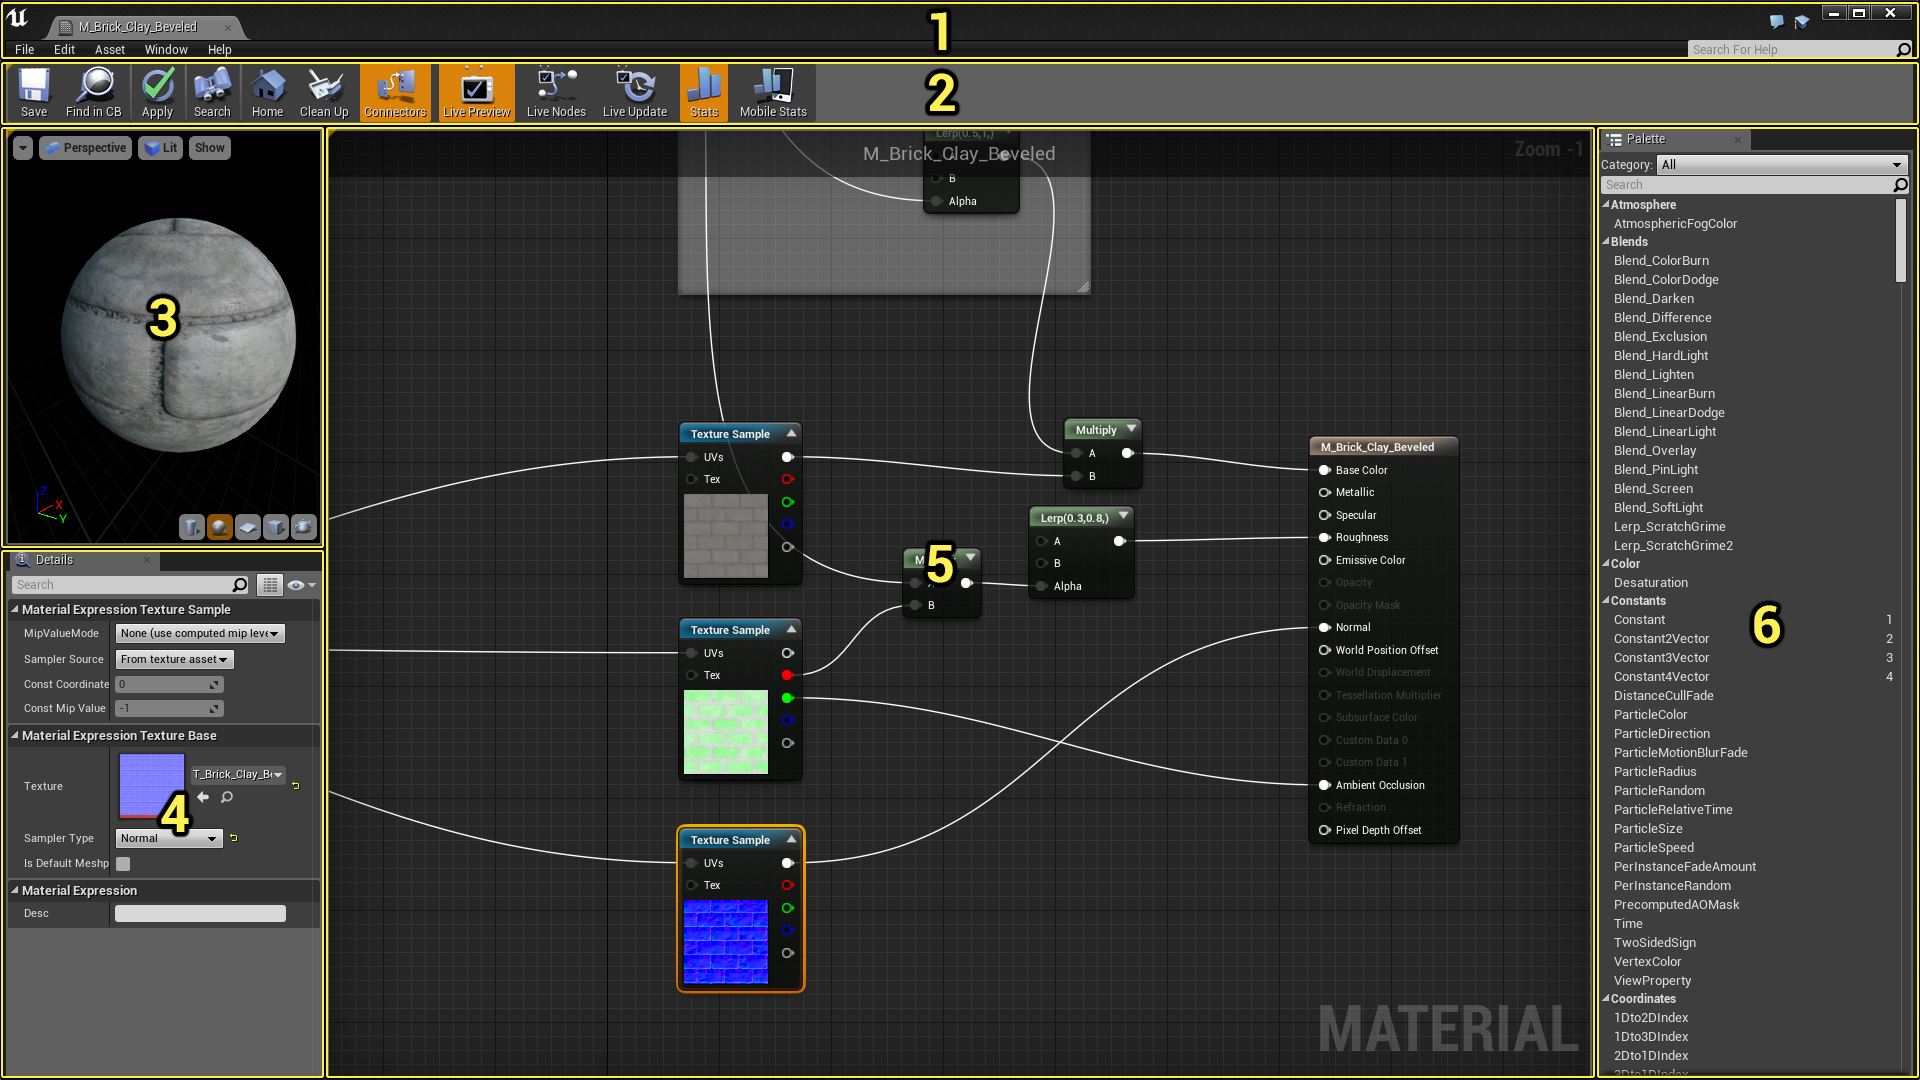 M_Brick_Clay_Beveled
File Edit Asset Window Help
Search For Help
1
Save Find in CB Apply Search Home Clean Up Connectors Live Preview Live Nodes Live Update Stats Mobile Stats
2
Perspective Lit Show
3
Z
X
Y
Details
Search
Material Expression Texture Sample
MipValueMode None (use computed mip leve
Sampler Source From texture asset
Const Coordinate 0
Const Mip Value -1
Material Expression Texture Base
Texture T_Brick_Clay_B
4
Sampler Type Normal
Is Default Meshp
Material Expression
Desc
Lerp(0.5,1,)
M_Brick_Clay_Beveled
Zoom -1
B
Alpha
Texture Sample
UVs
Tex
Multiply
A
B
Lerp(0.3,0.8,)
A
B
Alpha
5
B
Texture Sample
UVs
Tex
Texture Sample
UVs
Tex
M_Brick_Clay_Beveled
Base Color
Metallic
Specular
Roughness
Emissive Color
Opacity
Opacity Mask
Normal
World Position Offset
World Displacement
Tessellation Multiplier
Subsurface Color
Custom Data 0
Custom Data 1
Ambient Occlusion
Refraction
Pixel Depth Offset
MATERIAL
Palette
Category: All
Search
Atmosphere
AtmosphericFogColor
Blends
Blend_ColorBurn
Blend_ColorDodge
Blend_Darken
Blend_Difference
Blend_Exclusion
Blend_HardLight
Blend_Lighten
Blend_LinearBurn
Blend_LinearDodge
Blend_LinearLight
Blend_Overlay
Blend_PinLight
Blend_Screen
Blend_SoftLight
Lerp_ScratchGrime
Lerp_ScratchGrime2
Color
Desaturation
Constants
Constant 1
6
Constant2Vector 2
Constant3Vector 3
Constant4Vector 4
DistanceCullFade
ParticleColor
ParticleDirection
ParticleMotionBlurFade
ParticleRadius
ParticleRandom
ParticleRelativeTime
ParticleSize
ParticleSpeed
PerInstanceFadeAmount
PerInstanceRandom
PrecomputedAOMask
Time
TwoSidedSign
VertexColor
ViewProperty
Coordinates
1Dto2DIndex
1Dto3DIndex
2Dto1DIndex
3Dto1DIndex